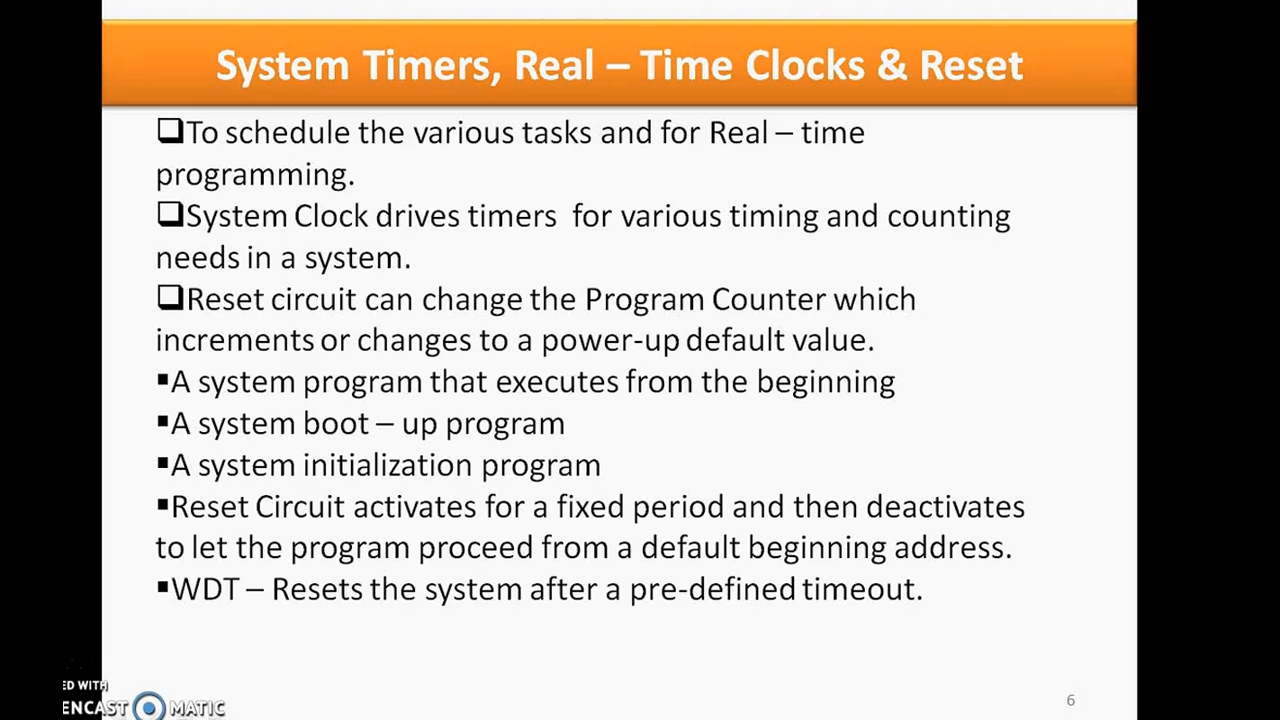 System Timers, Real – Time Clocks & Reset
❑To schedule the various tasks and for Real – time
programming.
❑System Clock drives timers for various timing and counting
needs in a system.
❑Reset circuit can change the Program Counter which
increments or changes to a power-up default value.
▪A system program that executes from the beginning
▪A system boot – up program
▪A system initialization program
▪Reset Circuit activates for a fixed period and then deactivates
to let the program proceed from a default beginning address.
▪WDT – Resets the system after a pre-defined timeout.
ED WITH
ENCAST MATIC
6